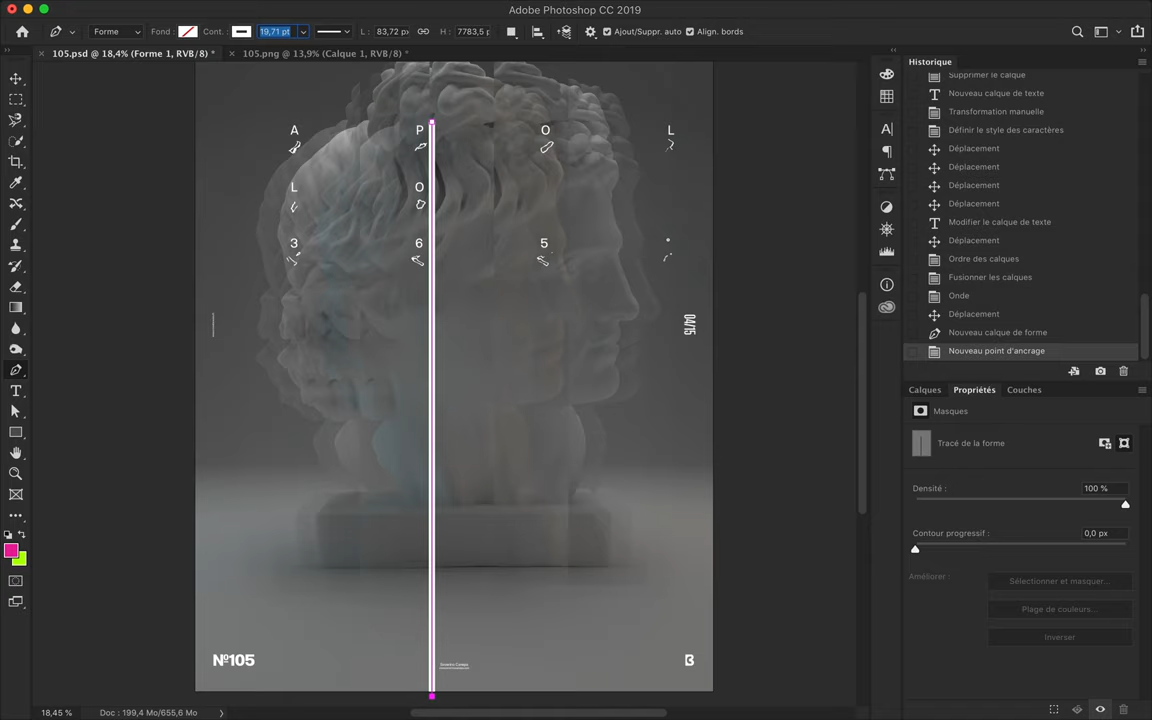 Adobe Photoshop CC 2019
Forme
Fond :
Cont. :
19,71 pt
L : 83,72 px
H : 7783,5 p
Ajout/Suppr. auto
Align. bords
105.psd @ 18,4% (Forme 1, RVB/8) *
105.png @ 13,9% (Calque 1, RVB/8) *
A P O L
L O
3 6 5 .
04/15
Nº105
Severin Conus
B
18,45 %
Doc : 199,4 Mo/655,6 Mo
Historique
Supprimer le calque
Nouveau calque de texte
Transformation manuelle
Définir le style des caractères
Déplacement
Déplacement
Déplacement
Déplacement
Modifier le calque de texte
Déplacement
Ordre des calques
Fusionner les calques
Onde
Déplacement
Nouveau calque de forme
Nouveau point d'ancrage
Calques
Propriétés
Couches
Masques
Tracé de la forme
Densité :
100 %
Contour progressif :
0,0 px
Améliorer :
Sélectionner et masquer...
Plage de couleurs...
Inverser